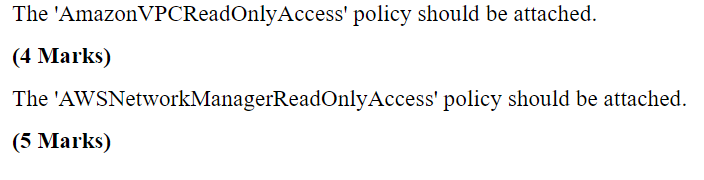 The 'AmazonVPCReadOnlyAccess' policy should be attached.
(4 Marks)
The 'AWSNetworkManagerReadOnlyAccess' policy should be attached.
(5 Marks)